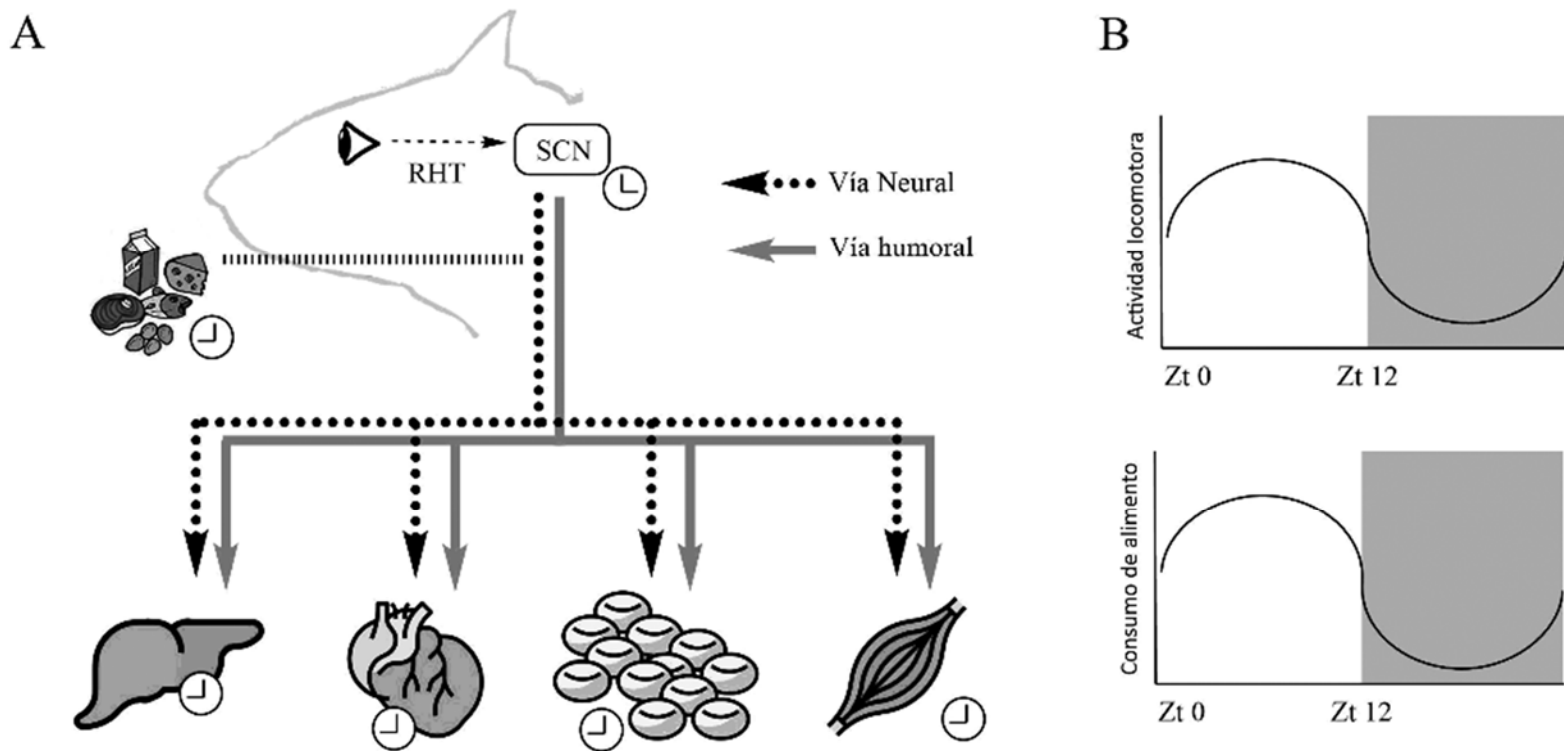 A
SCN
RHT
Vía Neural
Vía humoral
B
Actividad locomotora
Zt 0
Zt 12
Consumo de alimento
Zt 0
Zt 12